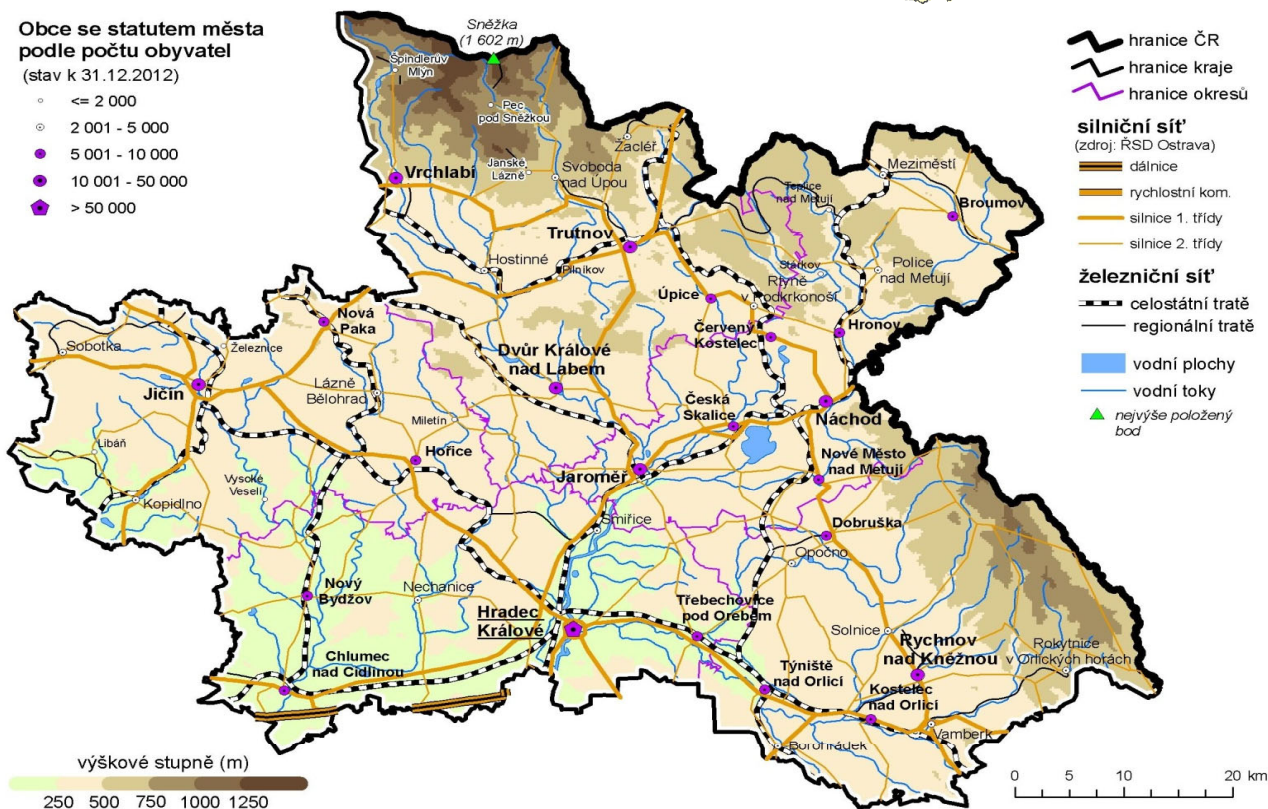 Obce se statutem města
podle počtu obyvatel
(stav k 31.12.2012)
<= 2 000
2 001 - 5 000
5 001 - 10 000
10 001 - 50 000
> 50 000
Sněžka
(1 602 m)
hranice ČR
hranice kraje
hranice okresů
silniční síť
(zdroj: ŘSD Ostrava)
dálnice
rychlostní kom.
silnice 1. třídy
silnice 2. třídy
železniční síť
celostátní tratě
regionální tratě
vodní plochy
vodní toky
nejvýše položený
bod
Špindlerův
Mlýn
Pec
pod Sněžkou
Žacléř
Janské
Lázně
Svoboda
nad Úpou
Vrchlabí
Meziměstí
Teplice
nad Metují
Broumov
Trutnov
Hostinné
Pilníkov
Stárkov
Police
nad Metují
Rtyně
v Podkrkonoší
Úpice
Nová
Paka
Červený
Kostelec
Hronov
Sobotka
Železnice
Dvůr Králové
nad Labem
Jičín
Lázně
Bělohrad
Miletín
Česká
Skalice
Náchod
Libáň
Hořice
Nové Město
nad Metují
Jaroměř
Vysoké
Veselí
Kopidlno
Smiřice
Dobruška
Opočno
Nový
Bydžov
Nechanice
Hradec
Králové
Třebechovice
pod Orebem
Solnice
Rychnov
nad Kněžnou
Rokytnice
v Orlických horách
Chlumec
nad Cidlinou
Týniště
nad Orlicí
Kostelec
nad Orlicí
Vamberk
Borohrádek
výškové stupně (m)
250 500 750 1000 1250
0 5 10 20 km